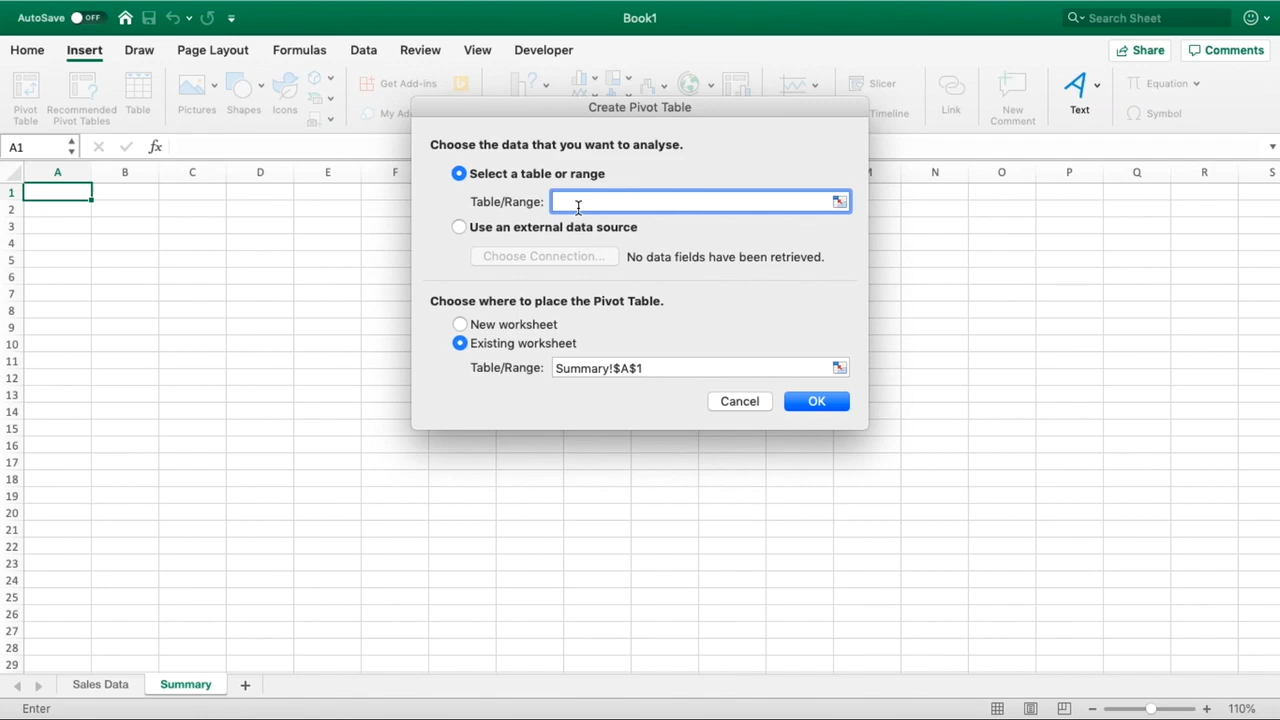 AutoSave OFF
Book1
Search Sheet
Home Insert Draw Page Layout Formulas Data Review View Developer
Share Comments
Pivot Table
Recommended Pivot Tables
Table
Pictures
Shapes
Icons
Get Add-ins
My Ad
Slicer
Timeline
Link
New Comment
Text
Equation
Symbol
A1
fx
Create Pivot Table
Choose the data that you want to analyse.
Select a table or range
Table/Range:
Use an external data source
Choose Connection... No data fields have been retrieved.
Choose where to place the Pivot Table.
New worksheet
Existing worksheet
Table/Range: Summary!$A$1
Cancel OK
A B C D E F M N O P Q R S
1
2
3
4
5
6
7
8
9
10
11
12
13
14
15
16
17
18
19
20
21
22
23
24
25
26
27
28
29
Sales Data Summary
Enter
110%